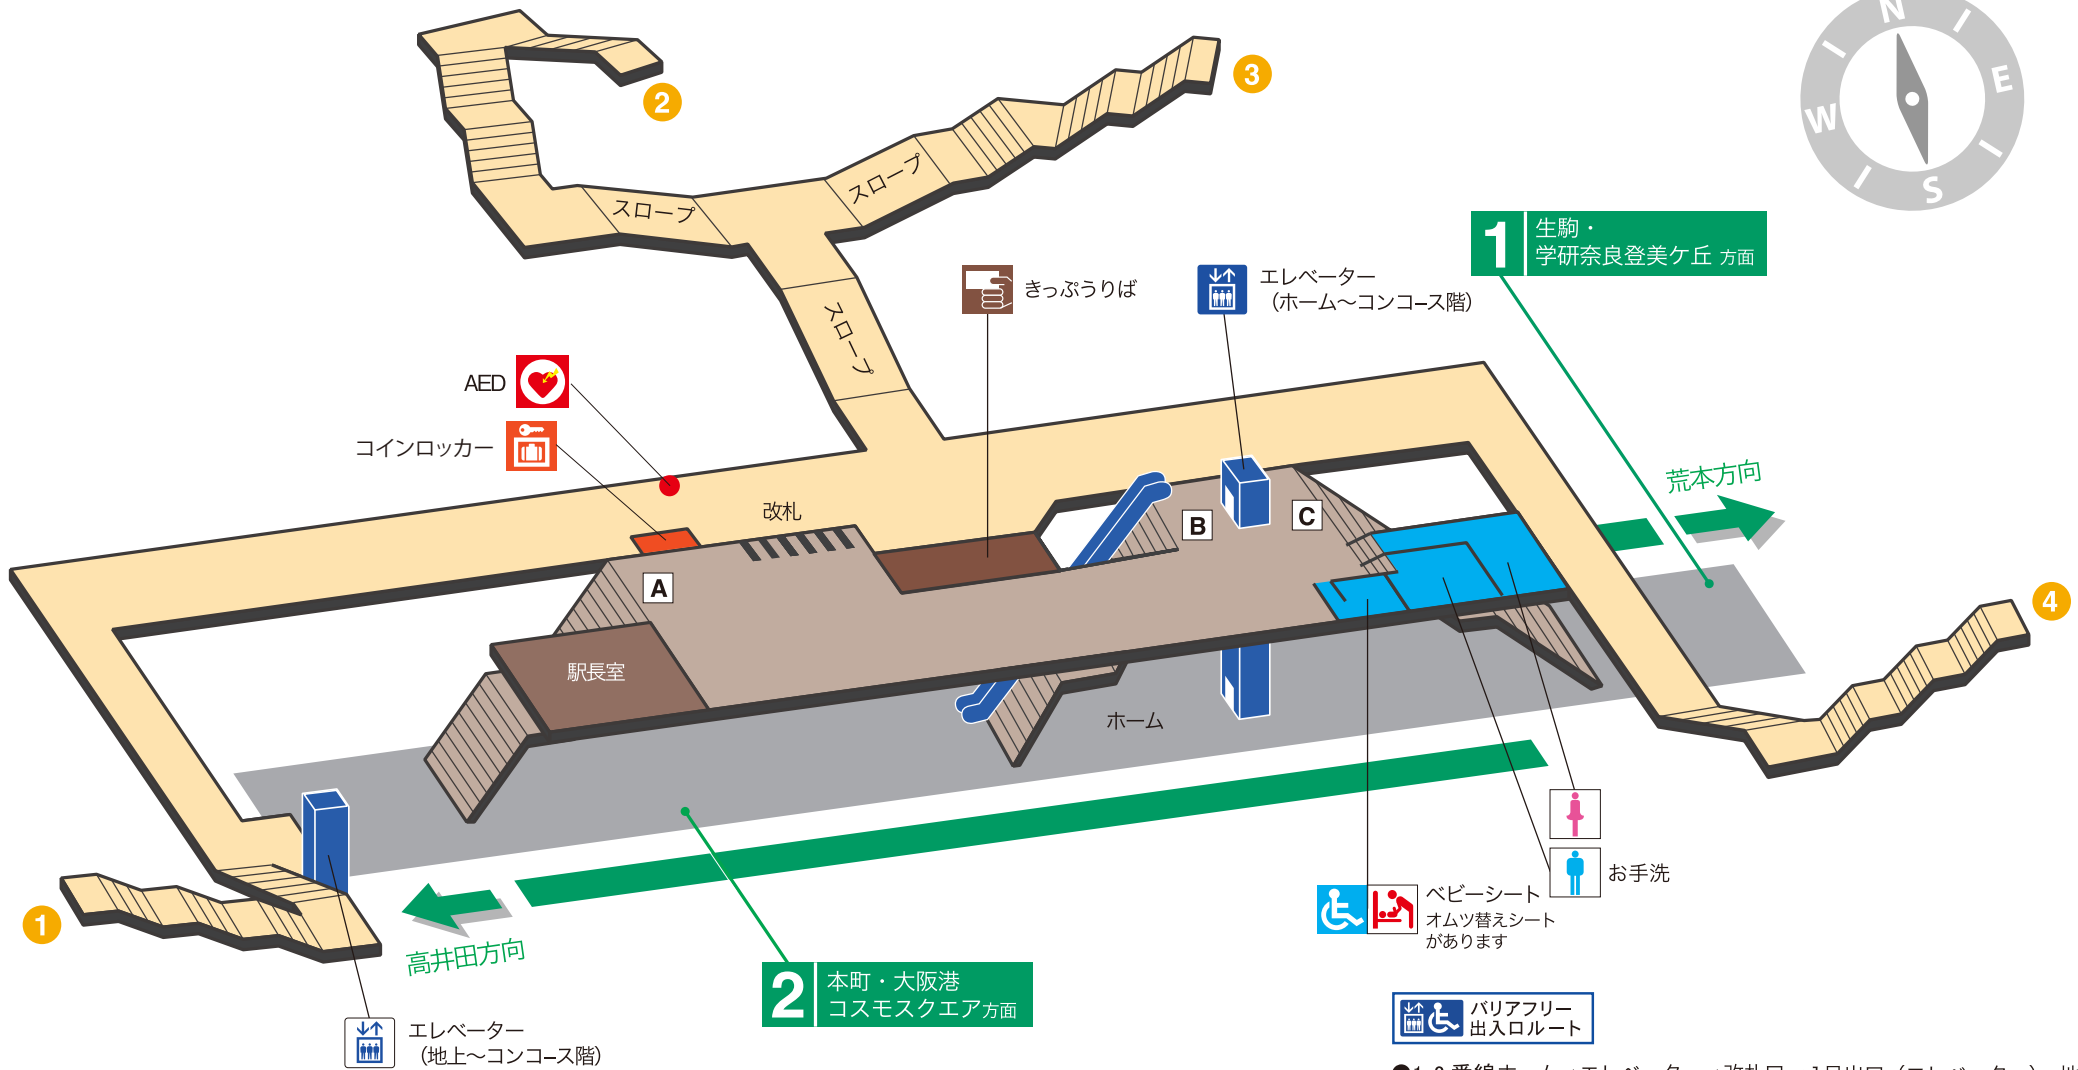 N
E
W
S
2
3
スロープ
スロープ
スロープ
1
生駒・
学研奈良登美ケ丘 方面
きっぷうりば
エレベーター
(ホーム〜コンコース階)
AED
コインロッカー
改札
荒本方向
A
B
C
駅長室
ホーム
4
1
高井田方向
お手洗
ベビーシート
オムツ替えシート
があります
2
本町・大阪港
コスモスクエア方面
エレベーター
(地上〜コンコース階)
バリアフリー
出入口ルート